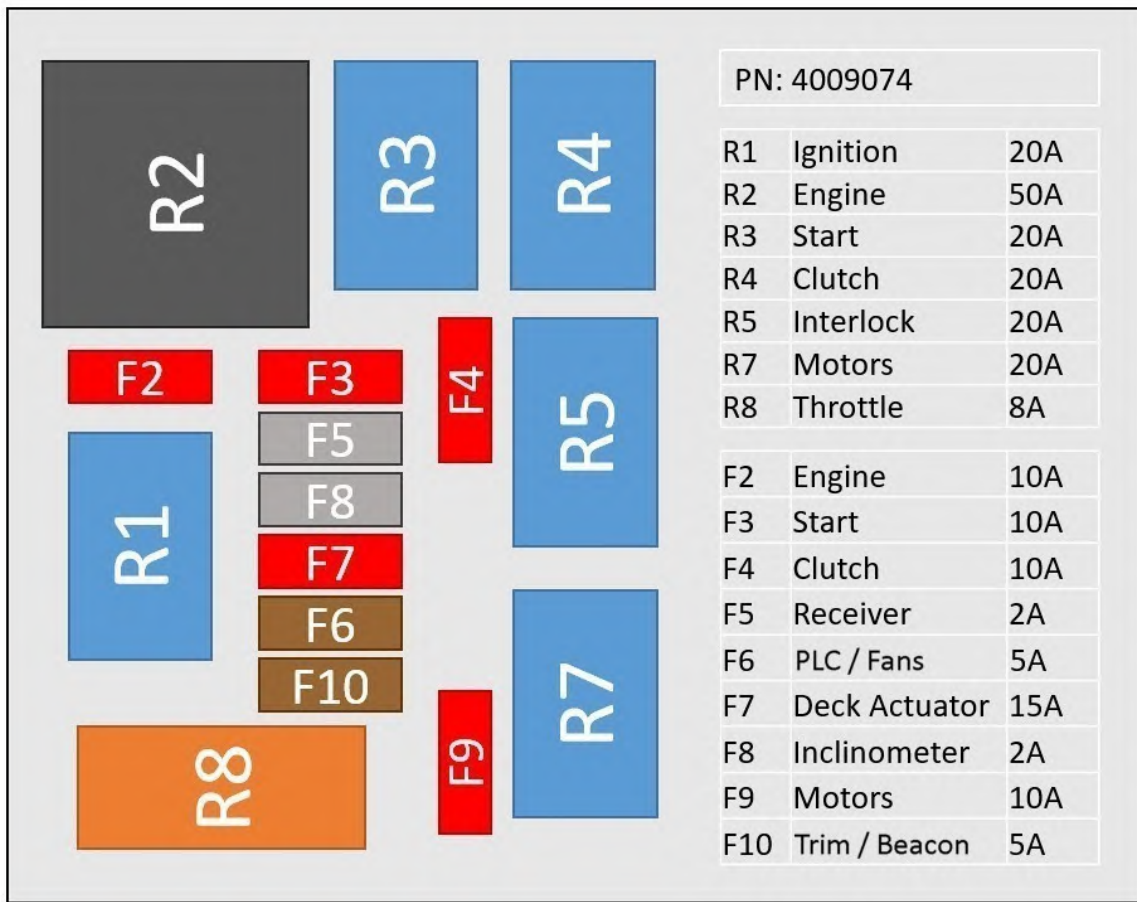 R2
R3
R4
F2
F3
F4
F5
F8
F7
F6
F10
R1
R5
R8
F9
R7
PN: 4009074
R1 Ignition 20A
R2 Engine 50A
R3 Start 20A
R4 Clutch 20A
R5 Interlock 20A
R7 Motors 20A
R8 Throttle 8A
F2 Engine 10A
F3 Start 10A
F4 Clutch 10A
F5 Receiver 2A
F6 PLC / Fans 5A
F7 Deck Actuator 15A
F8 Inclinometer 2A
F9 Motors 10A
F10 Trim / Beacon 5A